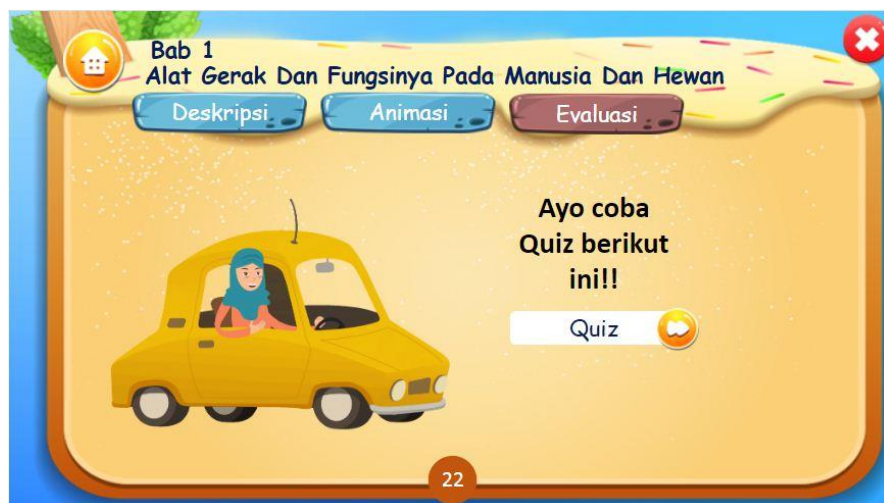 Bab 1
Alat Gerak Dan Fungsinya Pada Manusia Dan Hewan
Deskripsi
Animasi
Evaluasi
Ayo coba
Quiz berikut
ini!!
Quiz
22